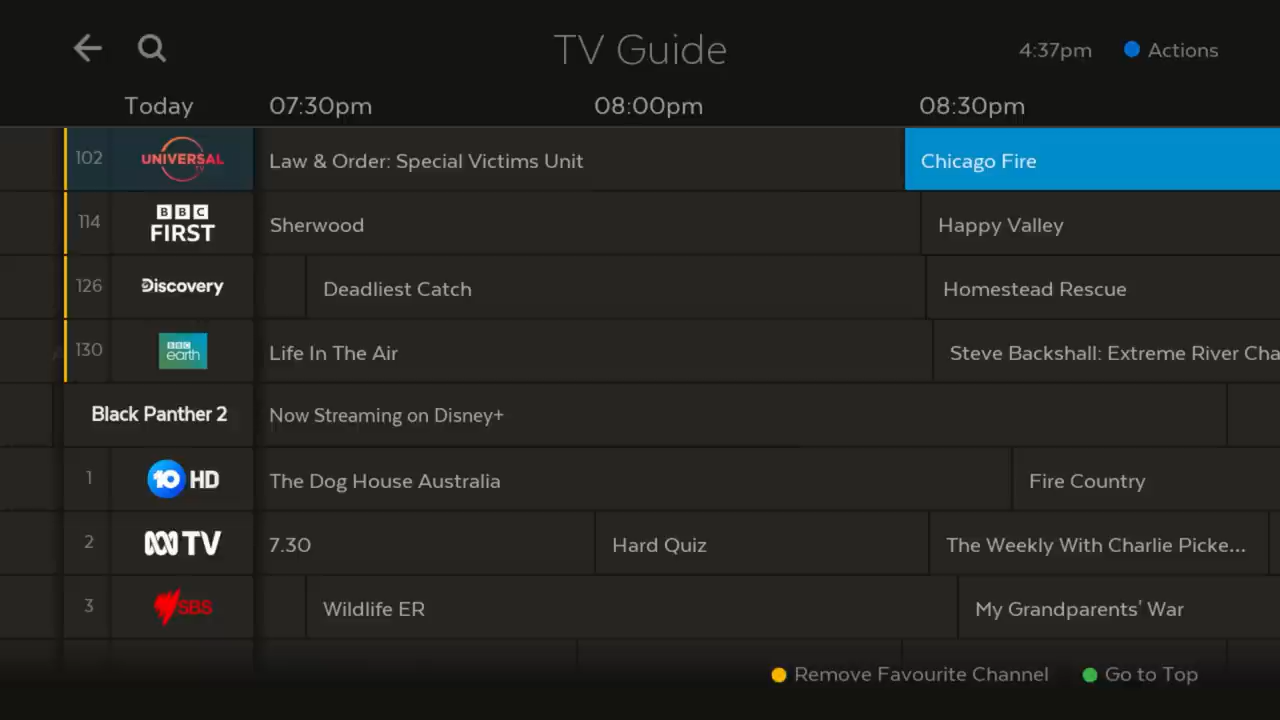 TV Guide
4:37pm
Actions
Today 07:30pm 08:00pm 08:30pm
102 UNIVERSAL TV Law & Order: Special Victims Unit Chicago Fire
114 BBC FIRST Sherwood Happy Valley
126 Discovery Deadliest Catch Homestead Rescue
130 BBC earth Life In The Air Steve Backshall: Extreme River Cha
Black Panther 2 Now Streaming on Disney+
1 10 HD The Dog House Australia Fire Country
2 TV 7.30 Hard Quiz The Weekly With Charlie Picke...
3 SBS Wildlife ER My Grandparents' War
Remove Favourite Channel Go to Top